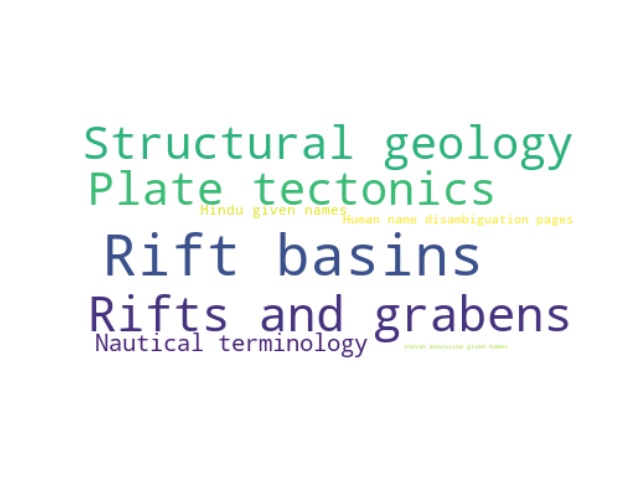 Structural geology
Plate tectonics
Hindu given names
Human name disambiguation pages
Rift basins
Rifts and grabens
Nautical terminology
Indian masculine given names